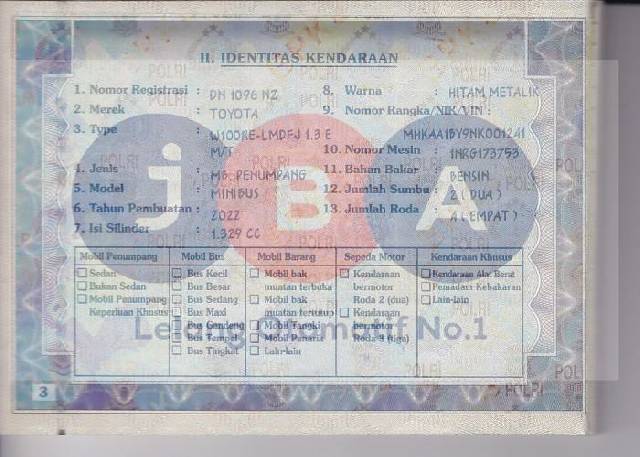 II. IDENTITAS KENDARAAN
1. Nomor Registrasi : DN 1096 NZ
2. Merek : TOYOTA
3. Type : W100RE-LMDFJ 1.3 E
M/T
4. Jenis : MB. PENUMPANG
5. Model : MINIBUS
6. Tahun Pembuatan : 2022
7. Isi Silinder : 1.329 CC
8. Warna : HITAM METALIK
9. Nomor Rangka/NIK/VIN :
MHKAA1BY9NK001241
10. Nomor Mesin : 1NRG173753
11. Bahan Bakar : BENSIN
12. Jumlah Sumbu : 2 ( DUA )
13. Jumlah Roda : 4 ( EMPAT )
Mobil Penumpang
Sedan
Bukan Sedan
Mobil Penumpang
Keperluan Khusus
Mobil Bus
Bus Kecil
Bus Besar
Bus Sedang
Bus Maxi
Bus Gandeng
Bus Tempel
Bus Tingkat
Mobil Barang
Mobil bak
muatan terbuka
Mobil bak
muatan tertutup
Mobil Tangki
Mobil Penarik
Lain-lain
Sepeda Motor
Kendaraan
bermotor
Roda 2 (dua)
Kendaraan
bermotor
Roda 3 (tiga)
Kendaraan Khusus
Kendaraan Alat Berat
Pemadam Kebakaran
Lain-lain
jBA
Lelang Otomotif No.1
3
POLRI